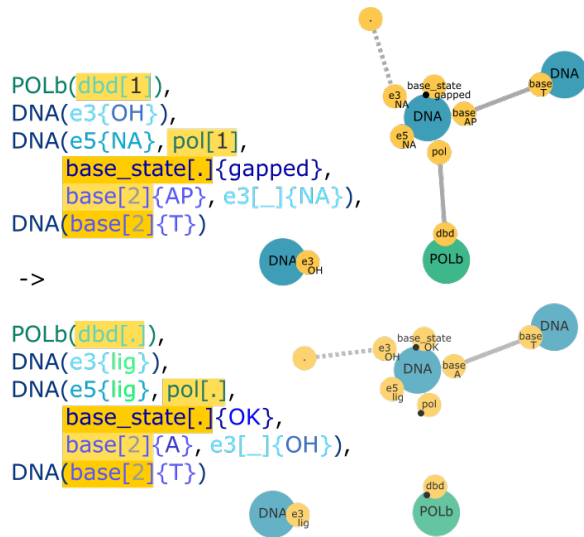 POLb(dbd[1]),
DNA(e3{OH}),
DNA(e5{NA}, pol[1],
base_state[.]{gapped},
base[2]{AP}, e3[_]{NA}),
DNA(base[2]{T})
->
POLb(dbd[.]),
DNA(e3{lig}),
DNA(e5{lig}, pol[.],
base_state[.]{OK},
base[2]{A}, e3[_]{OH}),
DNA(base[2]{T})
.
e3
NA
base_state
gapped
DNA
e5
NA
base
AP
base
T
DNA
pol
dbd
POLb
DNA
e3
OH
.
e3
OH
base_state
OK
DNA
e5
lig
base
A
base
T
DNA
pol
dbd
POLb
DNA
e3
lig